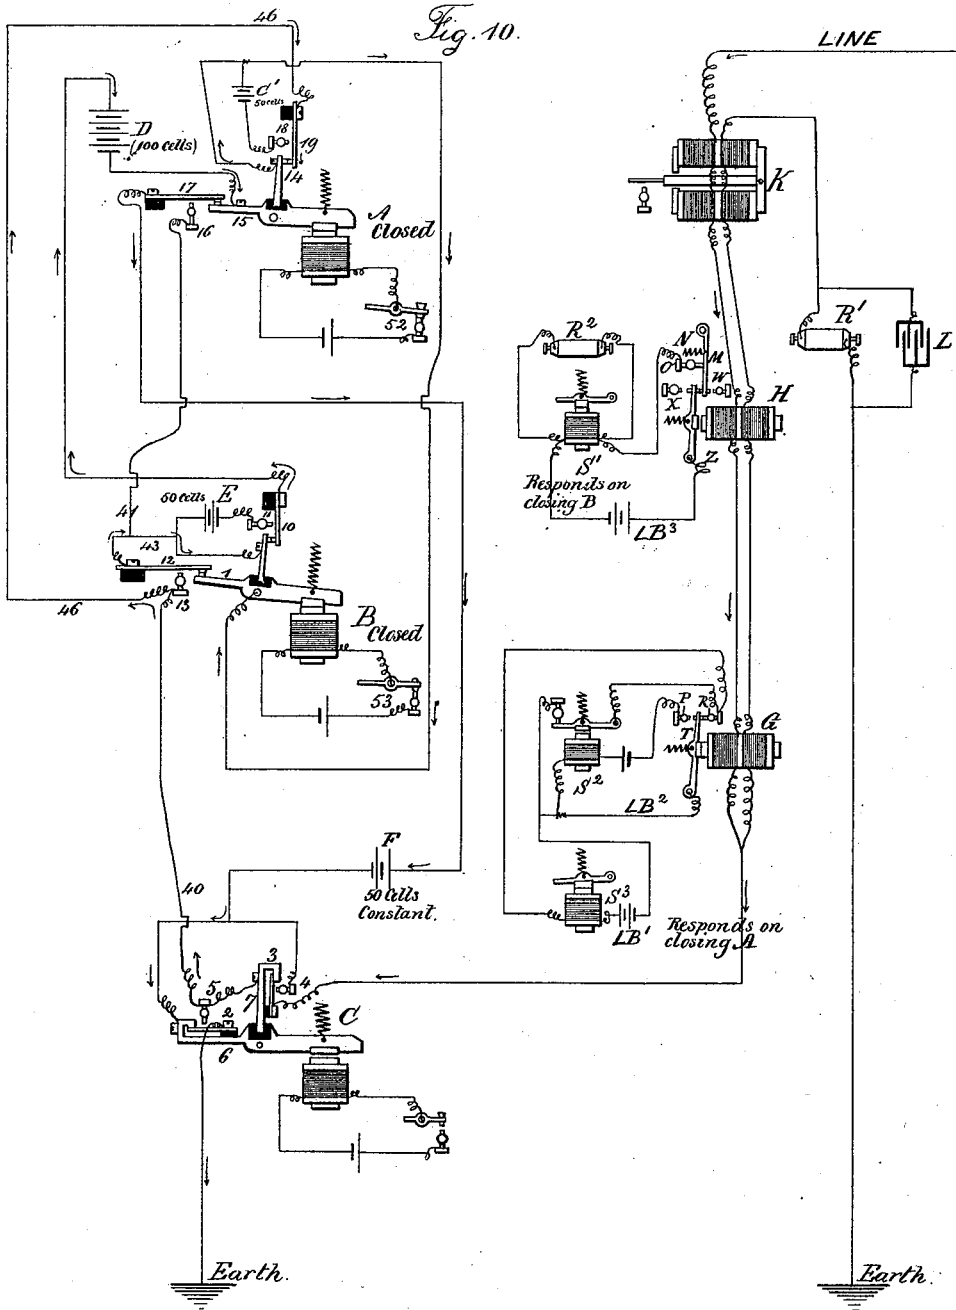 Fig. 10.
46
LINE
C'
50 cells
D
(100 cells)
18
19
14
17
15
16
A
Closed
52
K
R'
L
R²
N
M
O
W
X
H
Z
S"
Responds on
closing B
LB³
50 cells
E
11
10
41
43
12
1
13
46
B
Closed
53
P
R
T
G
S²
LB²
F
50 Cells
Constant.
S³
LB'
Responds on
closing A
40
3
4
5
7
2
6
C
Earth.
Earth.